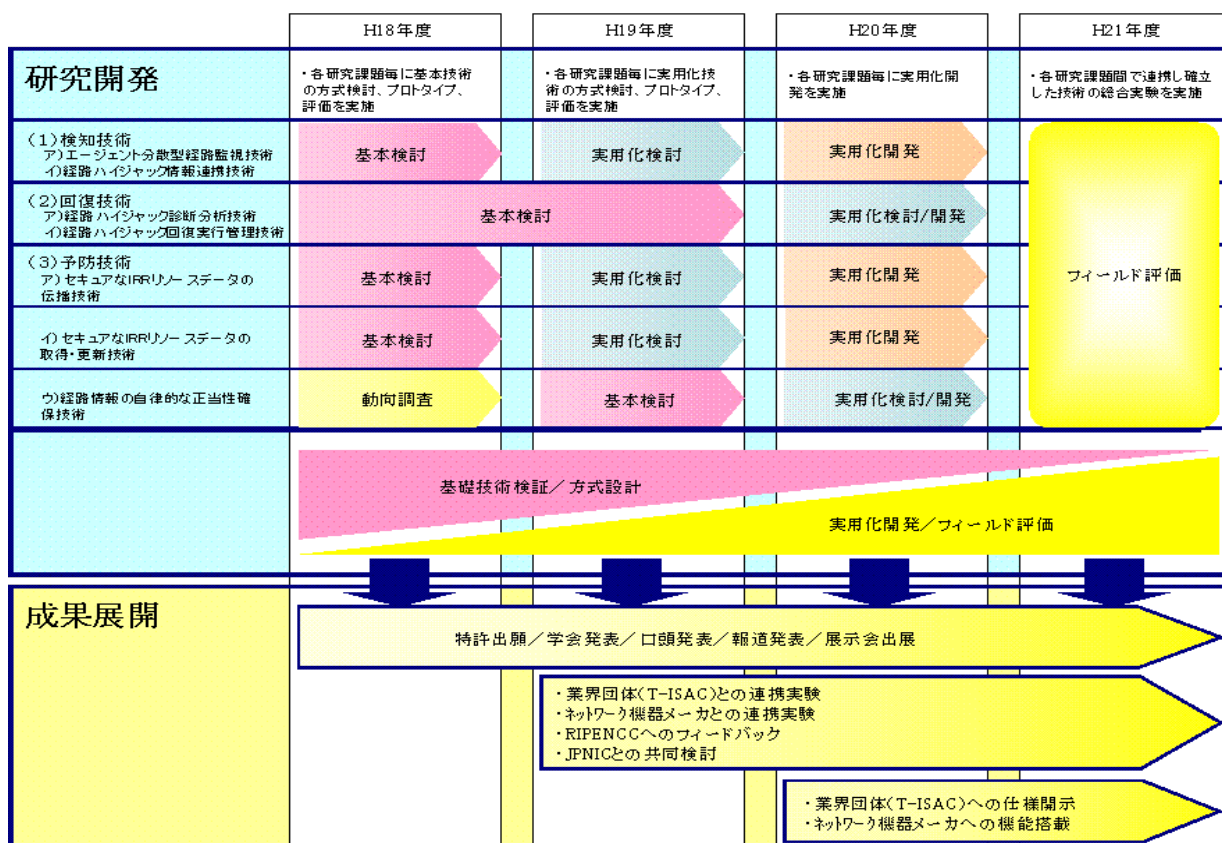 H18年度
H19年度
H20年度
H21年度
研究開発
・各研究課題毎に基本技術
の方式検討、プロトタイプ、
評価を実施
・各研究課題毎に実用化技
術の方式検討、プロトタイプ、
評価を実施
・各研究課題毎に実用化開
発を実施
・各研究課題間で連携し確立
した技術の総合実験を実施
(1)検知技術
ア)エージェント分散型経路監視技術
イ)経路ハイジャック情報連携技術
基本検討
実用化検討
実用化開発
(2)回復技術
ア)経路ハイジャック診断分析技術
イ)経路ハイジャック回復実行管理技術
基本検討
実用化検討/開発
(3)予防技術
ア)セキュアなIRRリソースデータの
伝播技術
基本検討
実用化検討
実用化開発
フィールド評価
イ)セキュアなIRRリソースデータの
取得・更新技術
基本検討
実用化検討
実用化開発
ウ)経路情報の自律的な正当性確
保技術
動向調査
基本検討
実用化検討/開発
基礎技術検証/方式設計
実用化開発/フィールド評価
成果展開
特許出願/学会発表/口頭発表/報道発表/展示会出展
・業界団体(T-ISAC)との連携実験
・ネットワーク機器メーカとの連携実験
・RIPENCCへのフィードバック
・JPNICとの共同検討
・業界団体(T-ISAC)への仕様開示
・ネットワーク機器メーカへの機能搭載